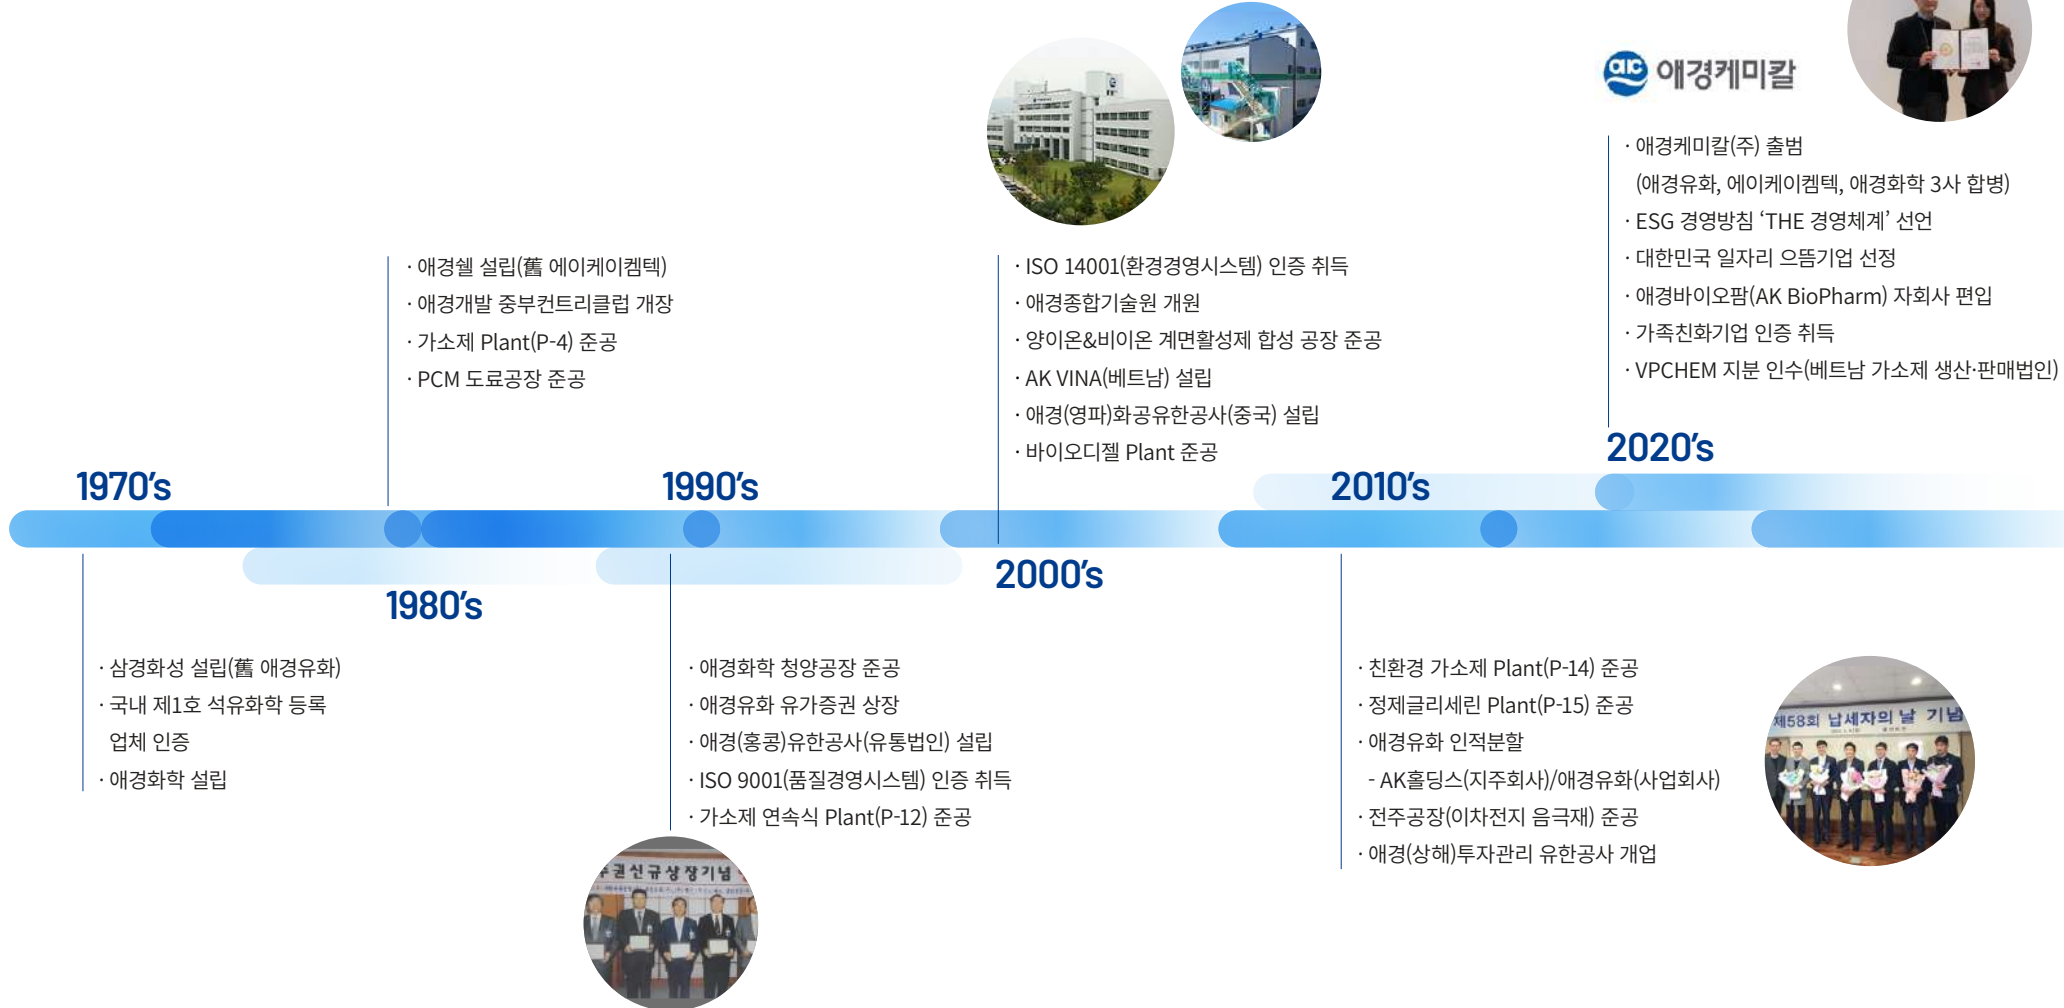 1970's
· 삼경화성 설립(舊 애경유화)
· 국내 제1호 석유화학 등록
업체 인증
· 애경화학 설립
1980's
· 애경쉘 설립(舊 에이케이켐텍)
· 애경개발 중부컨트리클럽 개장
· 가소제 Plant(P-4) 준공
· PCM 도료공장 준공
1990's
· 애경화학 청양공장 준공
· 애경유화 유가증권 상장
· 애경(홍콩)유한공사(유통법인) 설립
· ISO 9001(품질경영시스템) 인증 취득
· 가소제 연속식 Plant(P-12) 준공
주권신규상장기념
2000's
· ISO 14001(환경경영시스템) 인증 취득
· 애경종합기술원 개원
· 양이온&비이온 계면활성제 합성 공장 준공
· AK VINA(베트남) 설립
· 애경(영파)화공유한공사(중국) 설립
· 바이오디젤 Plant 준공
2010's
· 친환경 가소제 Plant(P-14) 준공
· 정제글리세린 Plant(P-15) 준공
· 애경유화 인적분할
- AK홀딩스(지주회사)/애경유화(사업회사)
· 전주공장(이차전지 음극재) 준공
· 애경(상해)투자관리 유한공사 개업
제58회 납세자의 날 기념
2020's
ak 애경케미칼
· 애경케미칼(주) 출범
(애경유화, 에이케이켐텍, 애경화학 3사 합병)
· ESG 경영방침 ‘THE 경영체계’ 선언
· 대한민국 일자리 으뜸기업 선정
· 애경바이오팜(AK BioPharm) 자회사 편입
· 가족친화기업 인증 취득
· VPCHEM 지분 인수(베트남 가소제 생산·판매법인)